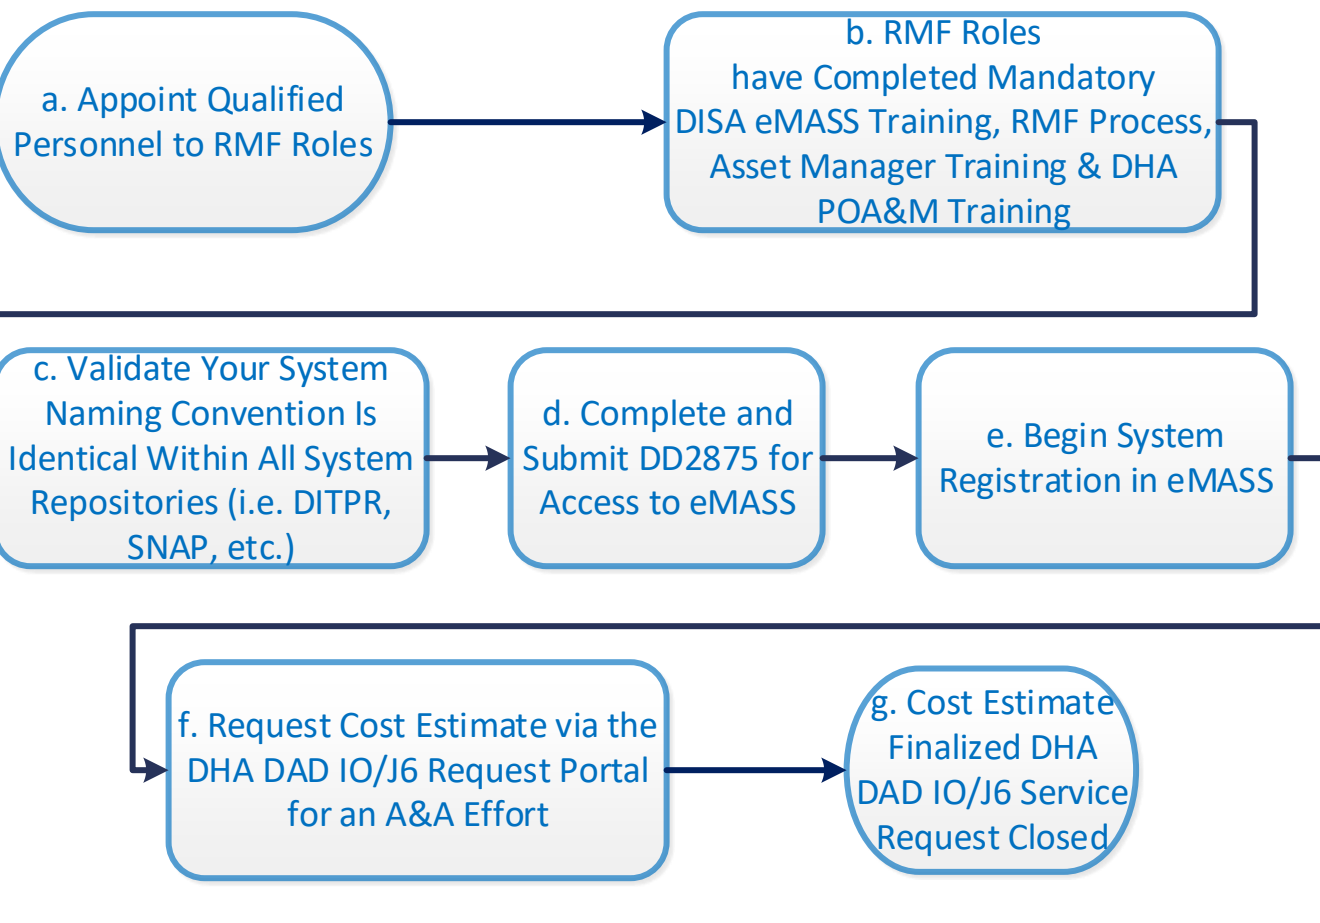 a. Appoint Qualified
Personnel to RMF Roles
b. RMF Roles
have Completed Mandatory
DISA eMASS Training, RMF Process,
Asset Manager Training & DHA
POA&M Training
c. Validate Your System
Naming Convention Is
Identical Within All System
Repositories (i.e. DITPR,
SNAP, etc.)
d. Complete and
Submit DD2875 for
Access to eMASS
e. Begin System
Registration in eMASS
f. Request Cost Estimate via the
DHA DAD IO/J6 Request Portal
for an A&A Effort
g. Cost Estimate
Finalized DHA
DAD IO/J6 Service
Request Closed